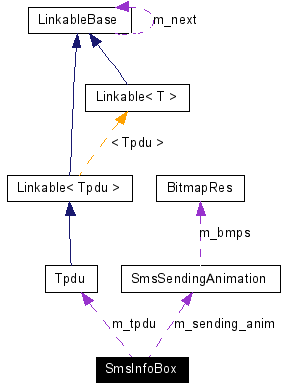 LinkableBase
m_next
Linkable< T >
< Tpdu >
Linkable< Tpdu >
BitmapRes
m_bmps
Tpdu
SmsSendingAnimation
m_tpdu
m_sending_anim
SmsInfoBox